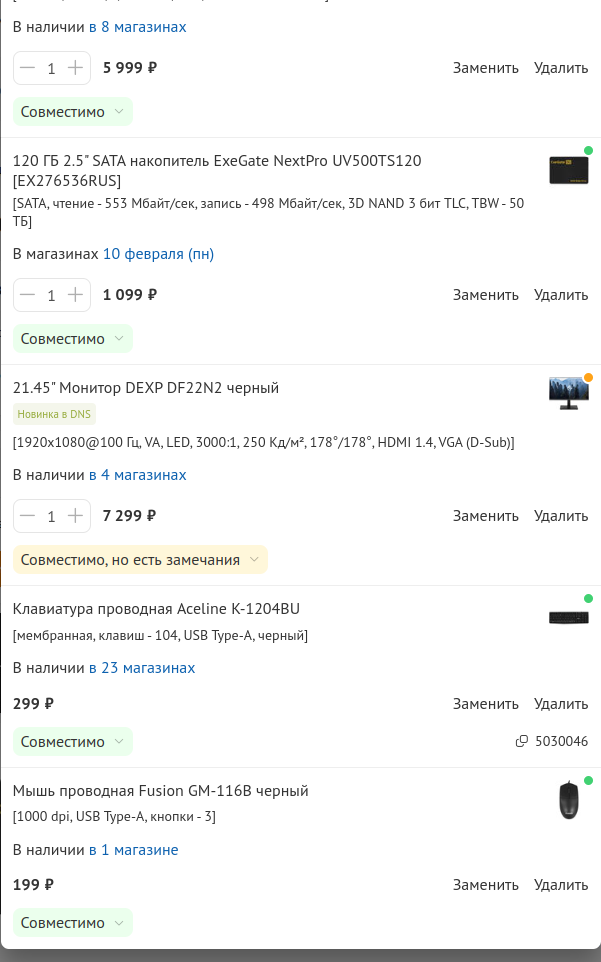 В наличии в 8 магазинах
1
5 999 ₽
Заменить
Удалить
Совместимо
120 ГБ 2.5" SATA накопитель ExeGate NextPro UV500TS120
[EX276536RUS]
[SATA, чтение - 553 Мбайт/сек, запись - 498 Мбайт/сек, 3D NAND 3 бит TLC, TBW - 50
ТБ]
В магазинах 10 февраля (пн)
1
1 099 ₽
Заменить
Удалить
Совместимо
21.45" Монитор DEXP DF22N2 черный
Новинка в DNS
[1920x1080@100 Гц, VA, LED, 3000:1, 250 Кд/м², 178°/178°, HDMI 1.4, VGA (D-Sub)]
В наличии в 4 магазинах
1
7 299 ₽
Заменить
Удалить
Совместимо, но есть замечания
Клавиатура проводная Aceline K-1204BU
[мембранная, клавиш - 104, USB Type-A, черный]
В наличии в 23 магазинах
299 ₽
Заменить
Удалить
Совместимо
5030046
Мышь проводная Fusion GM-116B черный
[1000 dpi, USB Type-A, кнопки - 3]
В наличии в 1 магазине
199 ₽
Заменить
Удалить
Совместимо